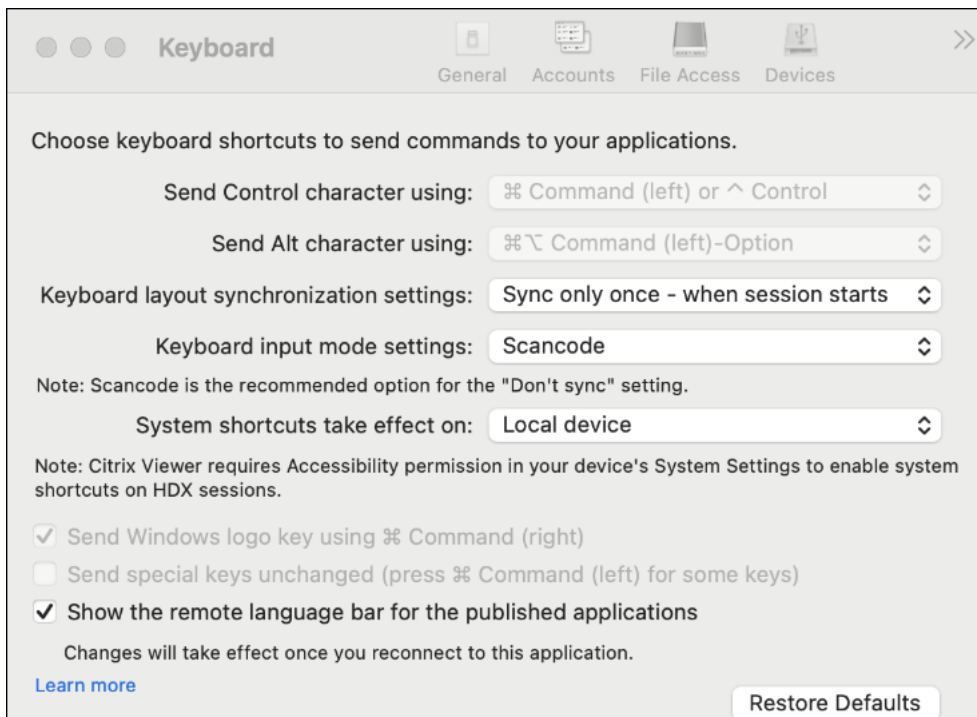 Keyboard
General Accounts File Access Devices
Choose keyboard shortcuts to send commands to your applications.
Send Control character using: ⌘ Command (left) or ^ Control
Send Alt character using: ⌘⌥ Command (left)-Option
Keyboard layout synchronization settings: Sync only once - when session starts
Keyboard input mode settings: Scancode
Note: Scancode is the recommended option for the "Don't sync" setting.
System shortcuts take effect on: Local device
Note: Citrix Viewer requires Accessibility permission in your device's System Settings to enable system
shortcuts on HDX sessions.
Send Windows logo key using ⌘ Command (right)
Send special keys unchanged (press ⌘ Command (left) for some keys)
Show the remote language bar for the published applications
Changes will take effect once you reconnect to this application.
Learn more
Restore Defaults